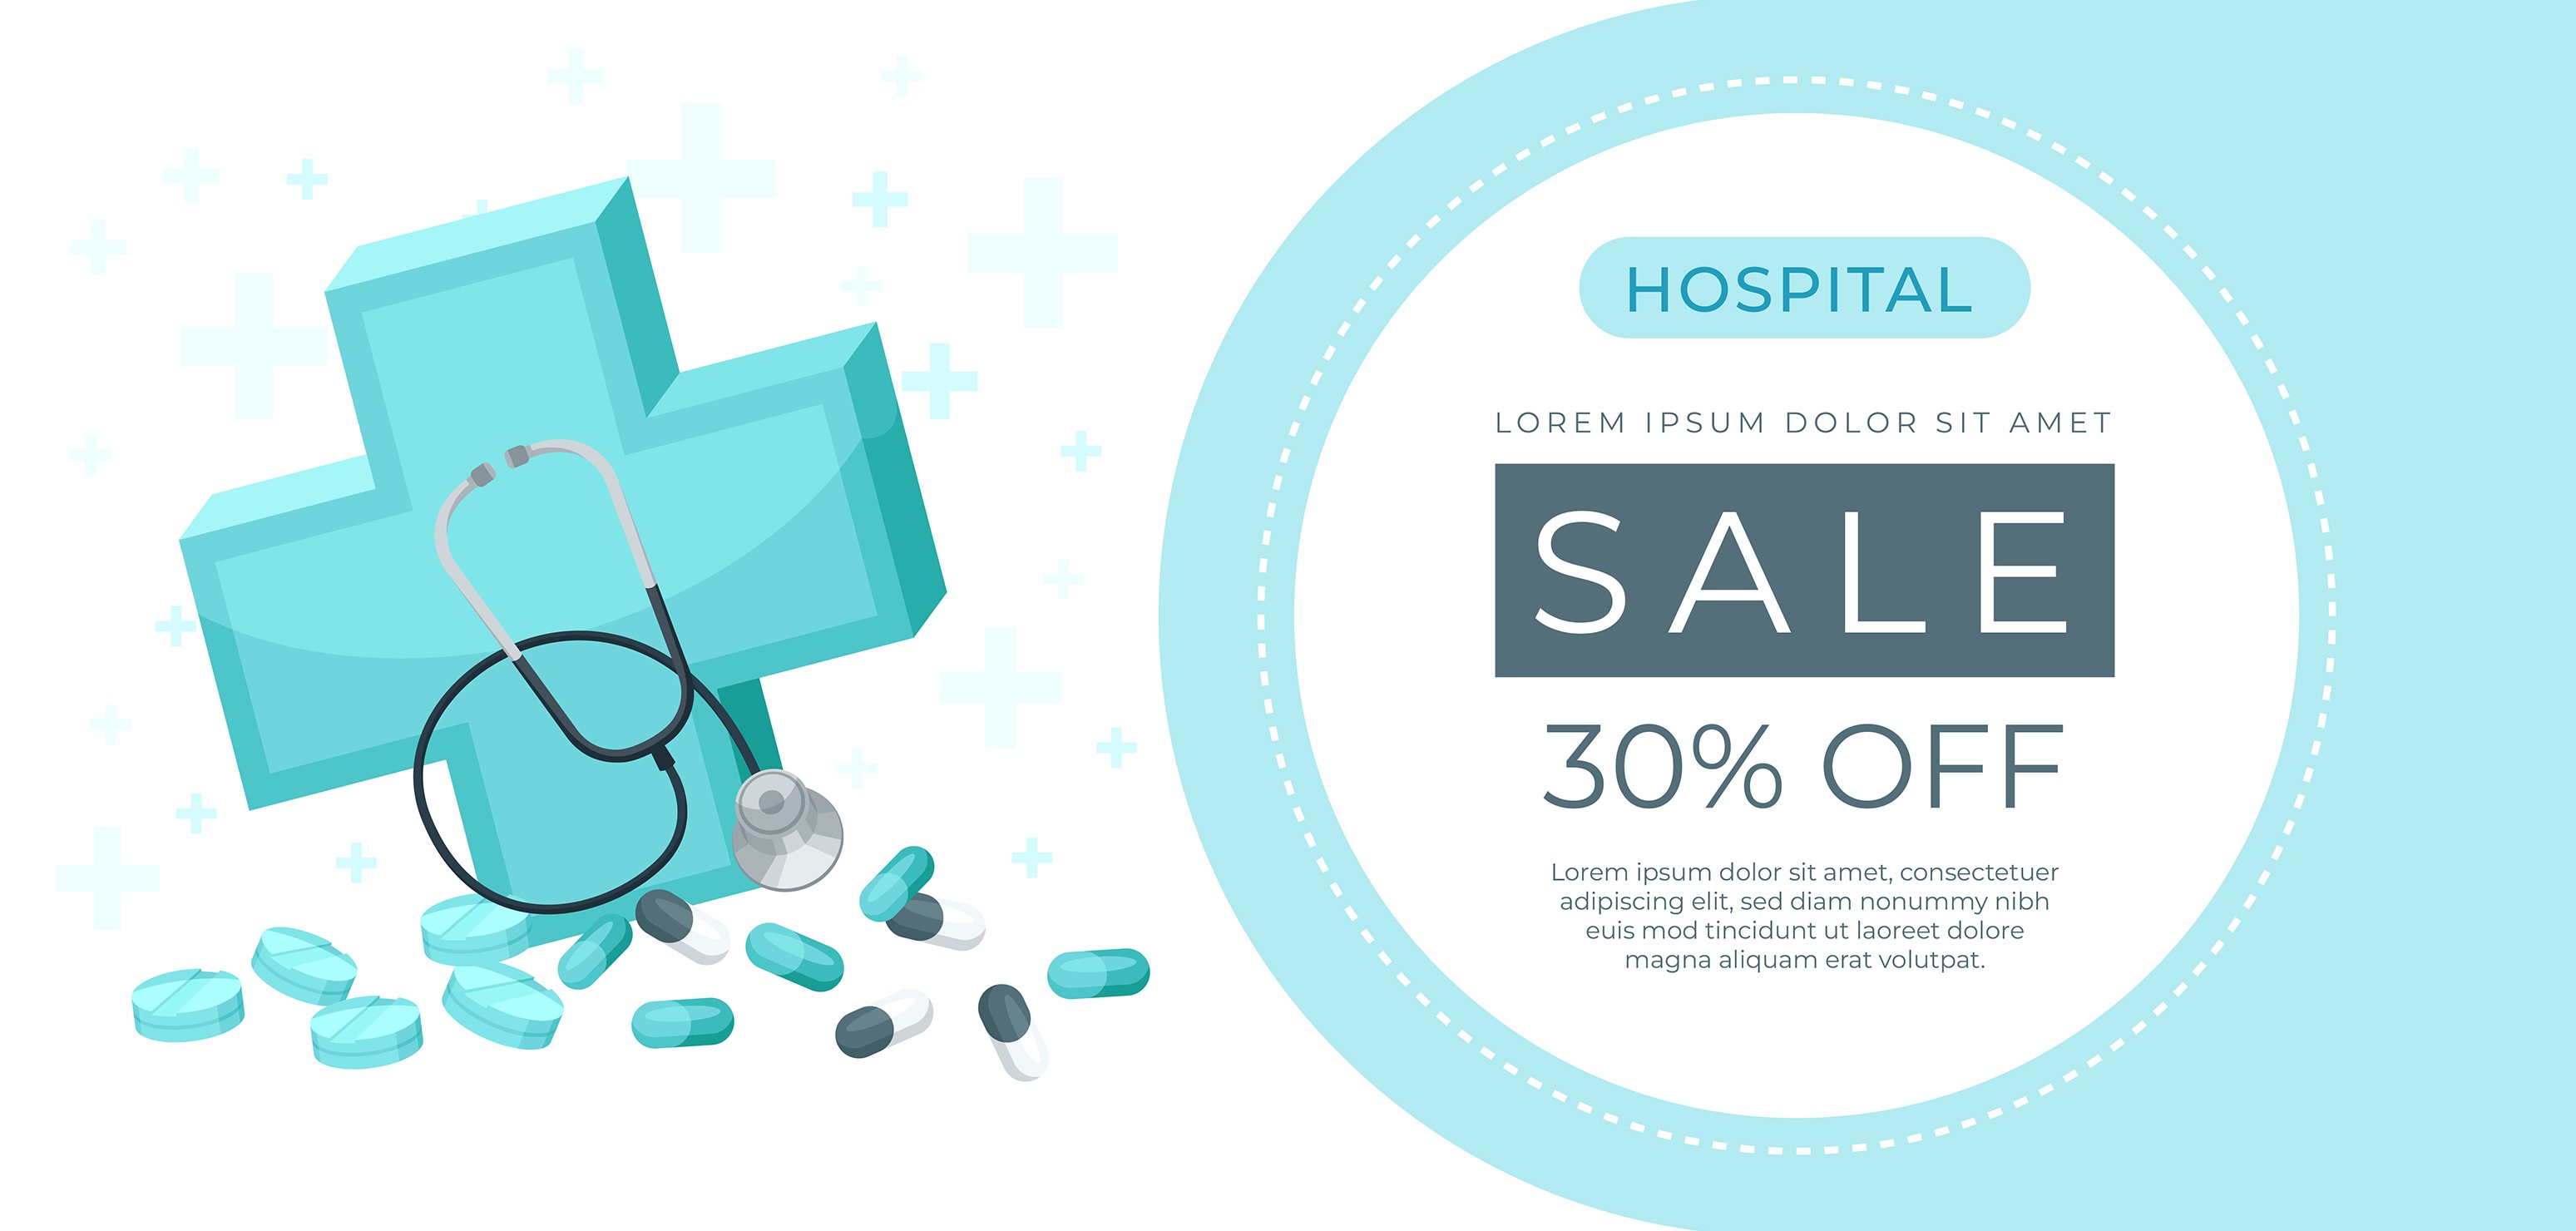 HOSPITAL
LOREM IPSUM DOLOR SIT AMET
SALE
30% OFF
Lorem ipsum dolor sit amet, consectetuer
adipiscing elit, sed diam nonummy nibh
euis mod tincidunt ut laoreet dolore
magna aliquam erat volutpat.